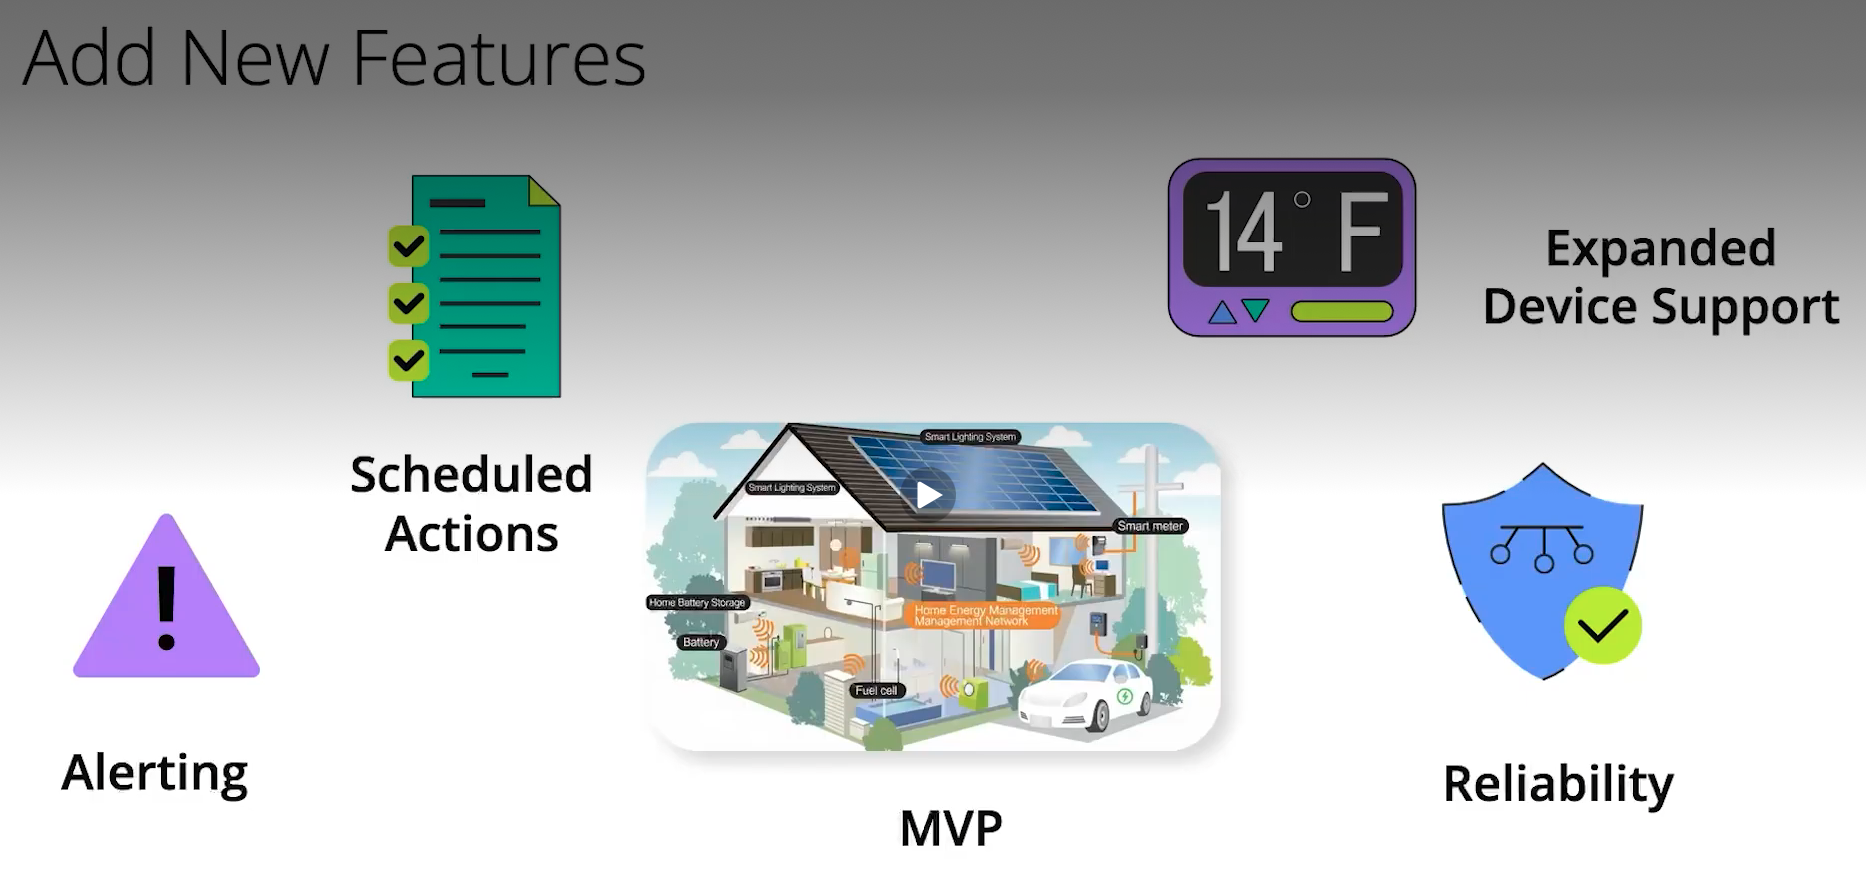 Add New Features
14° F
Expanded
Device Support
Scheduled
Actions
Alerting
Smart Lighting System
Smart Lighting System
Smart meter
Home Battery Storage
Home Energy Management
Management Network
Battery
Fuel cell
MVP
Reliability